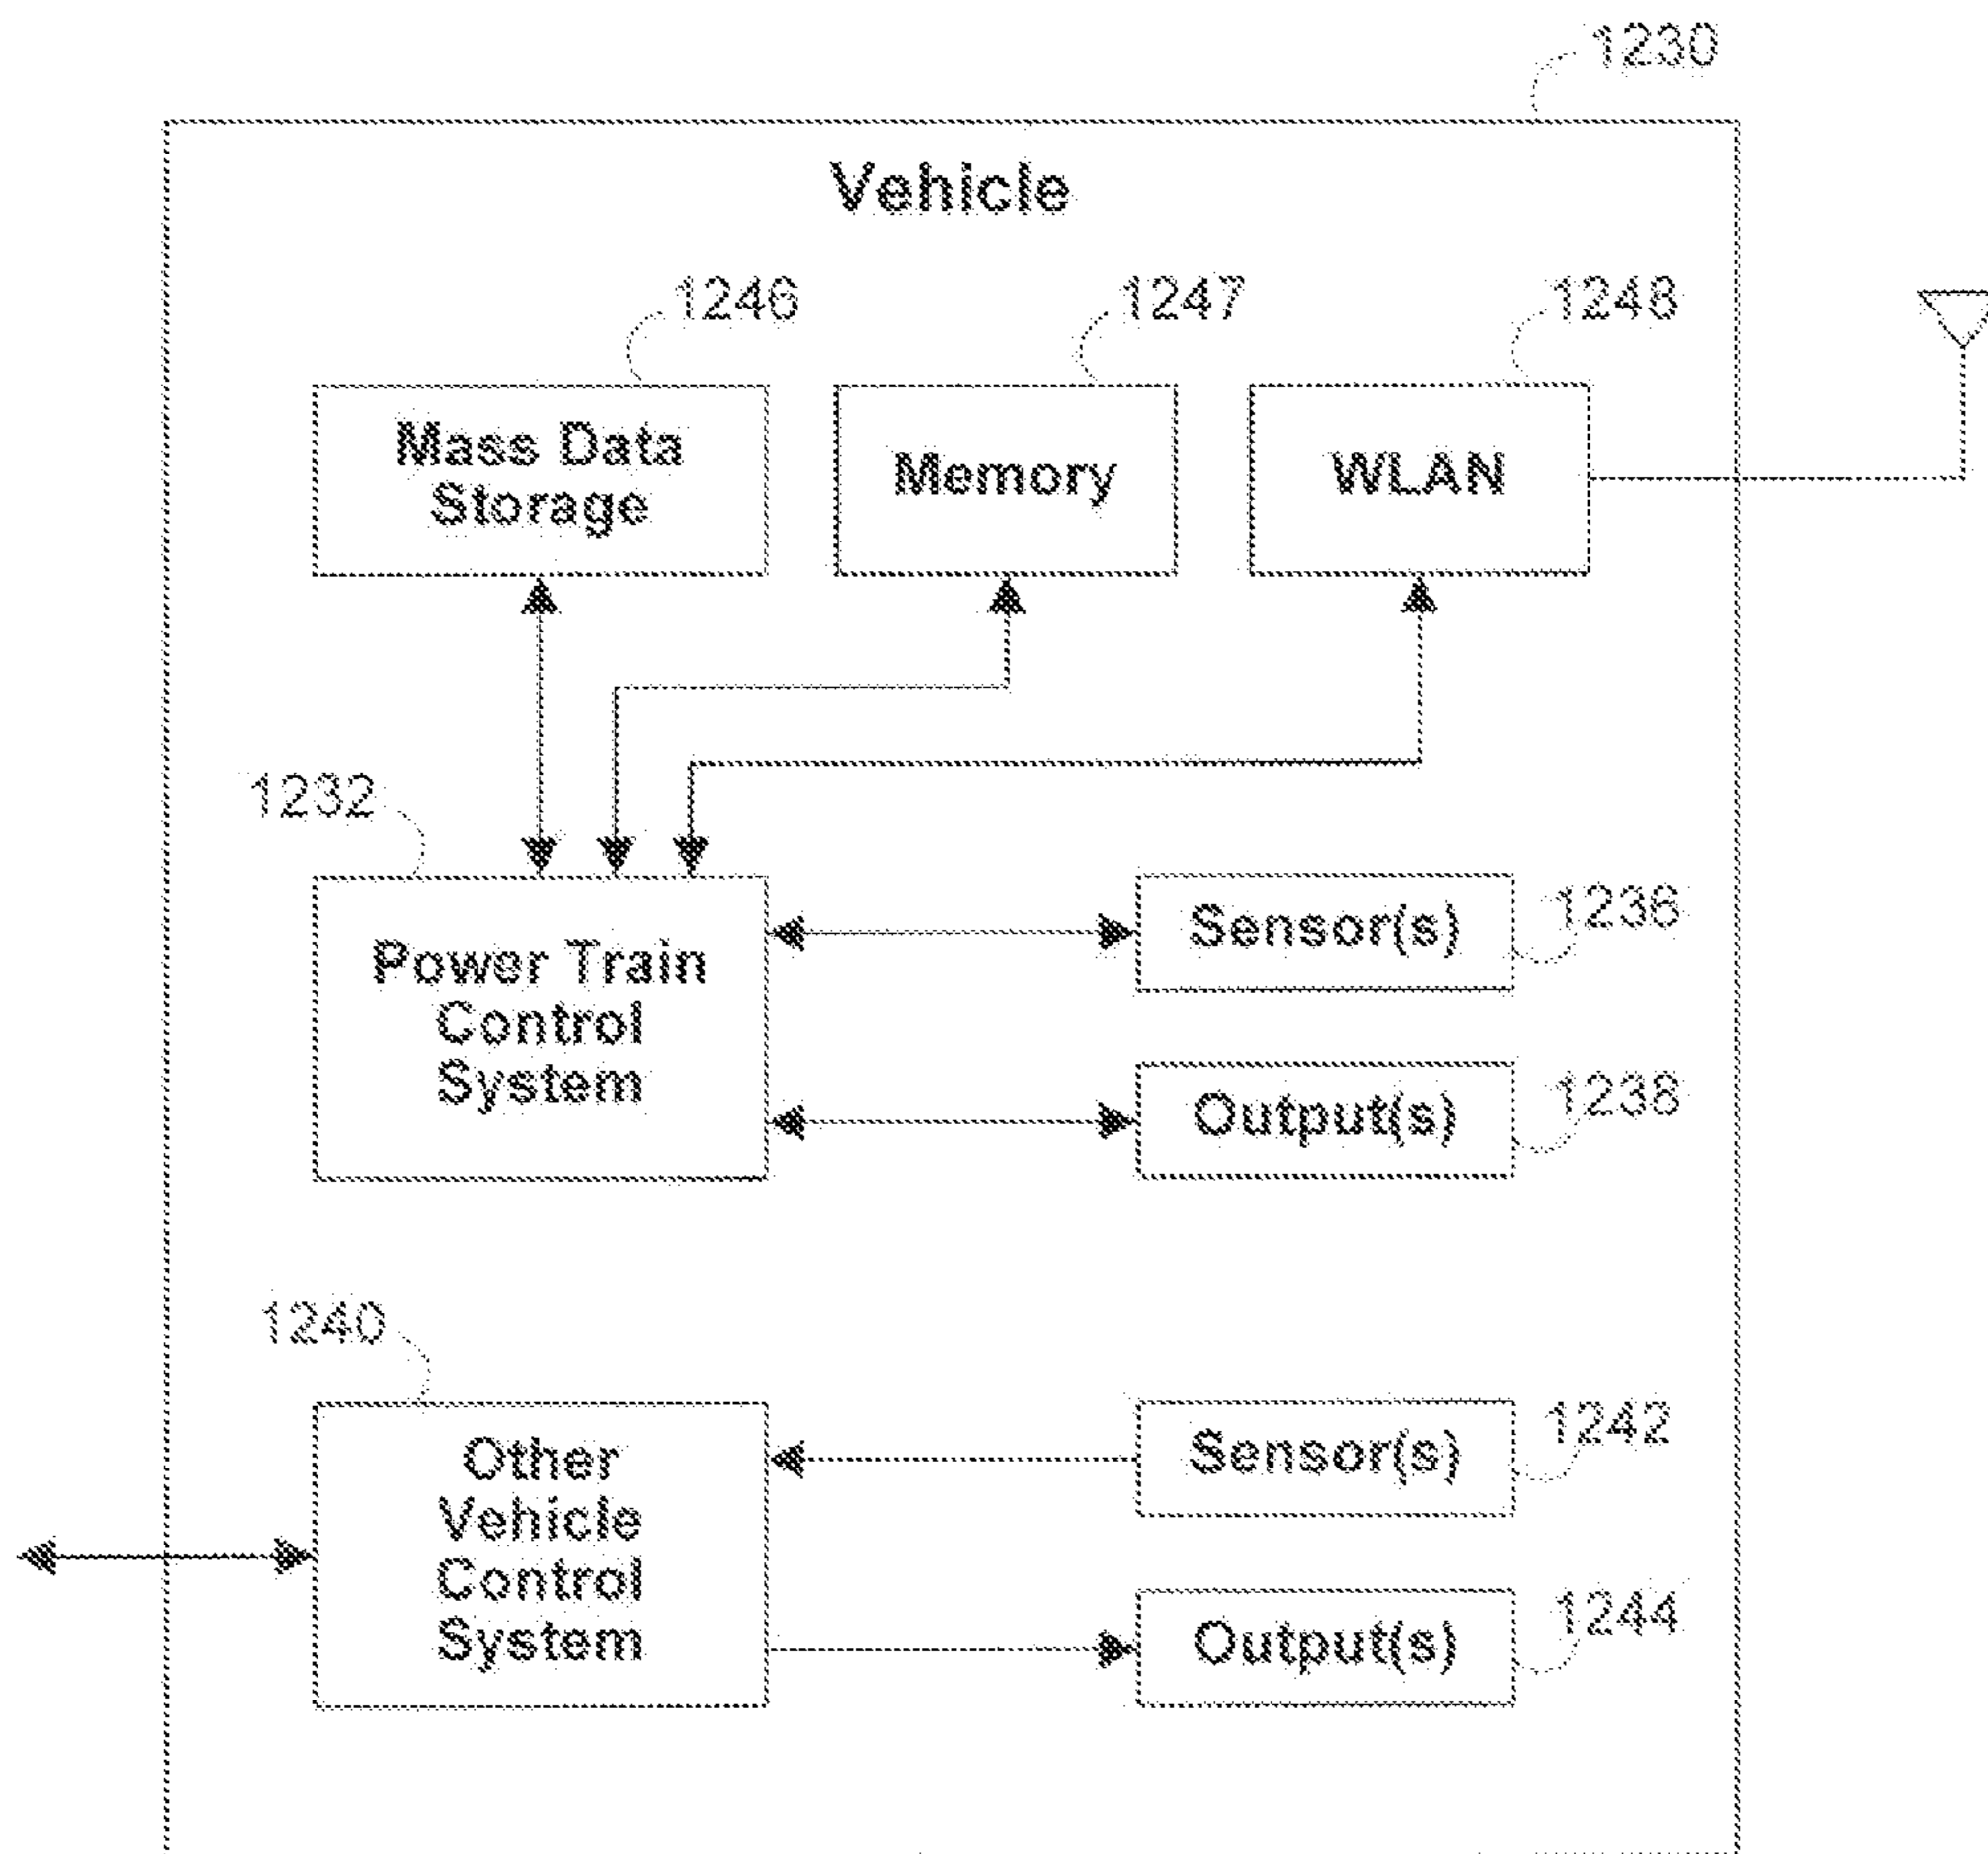 1230
Vehicle
1246
1247
1248
Mass Data
Storage
Memory
WLAN
1232
Power Train
Control
System
Sensor(s)
1236
Output(s)
1238
1240
Other
Vehicle
Control
System
Sensor(s)
1242
Output(s)
1244